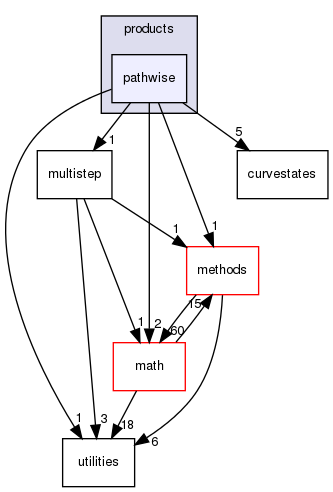 products
pathwise
5
1
multistep
curvestates
1
1
methods
15
1
2
60
math
1
3
18
6
utilities